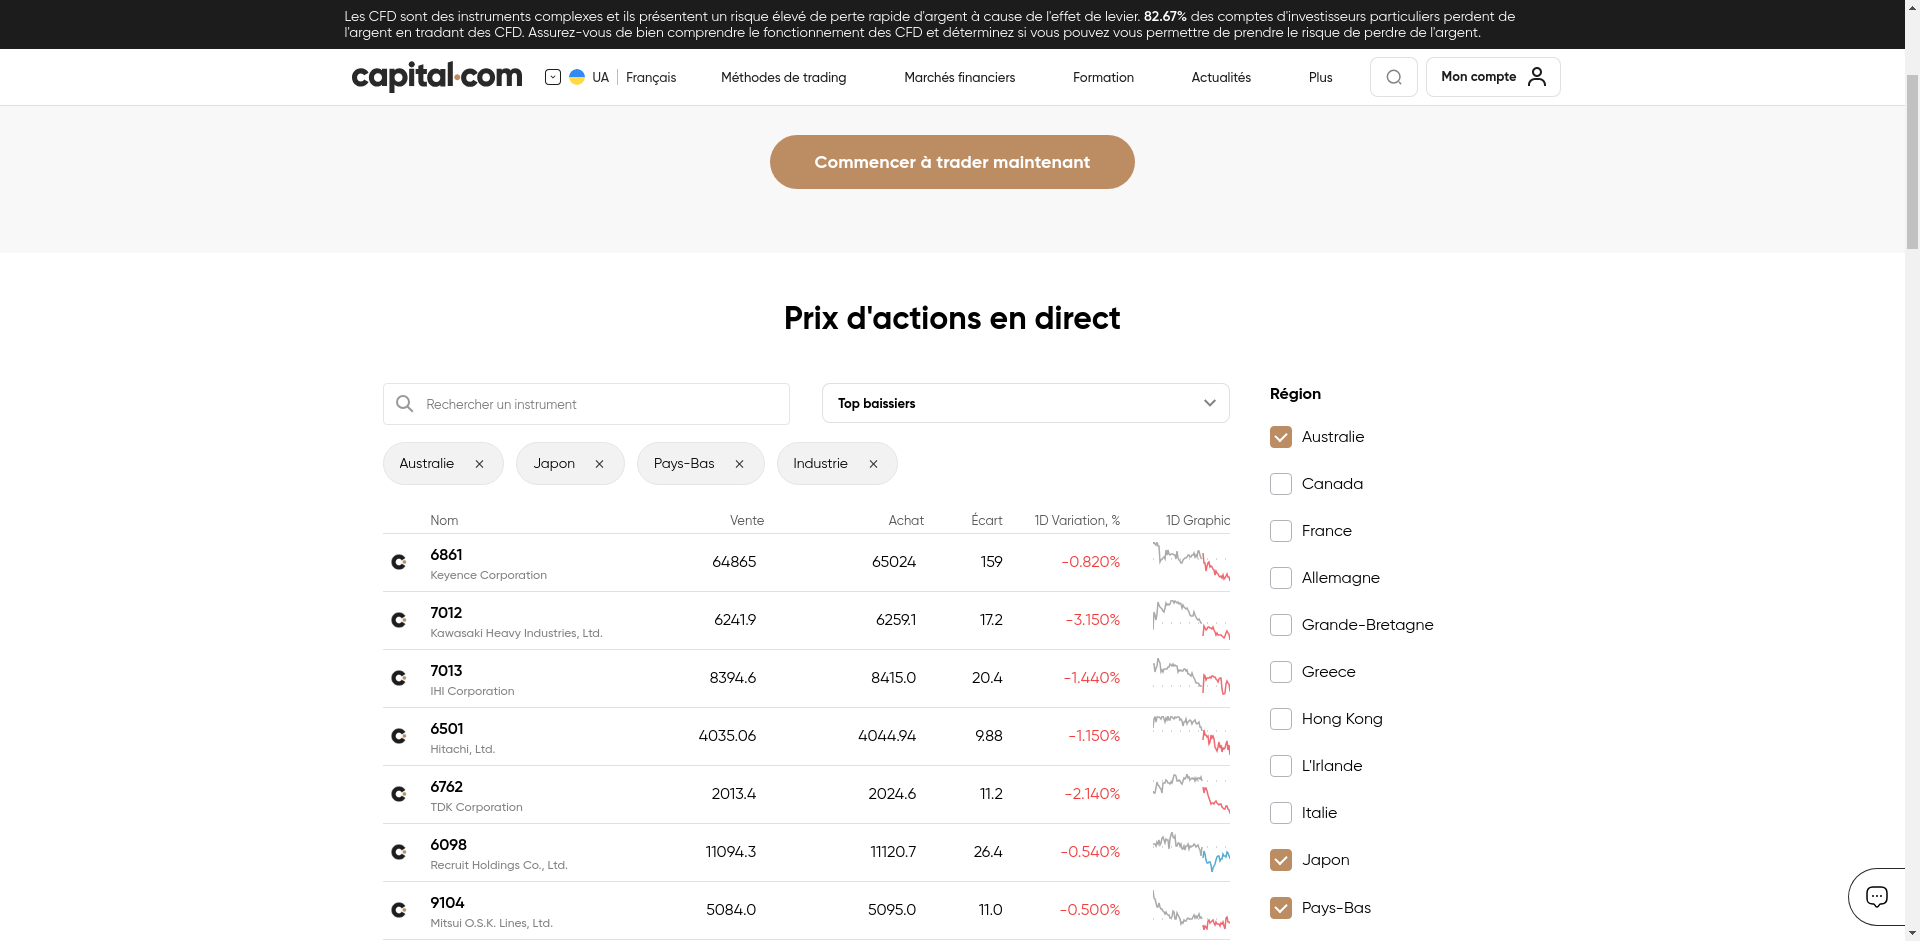 Les CFD sont des instruments complexes et ils présentent un risque élevé de perte rapide d'argent à cause de l'effet de levier. 82.67% des comptes d'investisseurs particuliers perdent de
l'argent en tradant des CFD. Assurez-vous de bien comprendre le fonctionnement des CFD et déterminez si vous pouvez vous permettre de prendre le risque de perdre de l'argent.
capital.com UA Français Méthodes de trading Marchés financiers Formation Actualités Plus Mon compte
Commencer à trader maintenant
Prix d'actions en direct
Rechercher un instrument
Top baissiers
Australie Japon Pays-Bas Industrie
Nom Vente Achat Écart 1D Variation, % 1D Graphic
6861 64865 65024 159 -0.820%
Keyence Corporation
7012 6241.9 6259.1 17.2 -3.150%
Kawasaki Heavy Industries, Ltd.
7013 8394.6 8415.0 20.4 -1.440%
IHI Corporation
6501 4035.06 4044.94 9.88 -1.150%
Hitachi, Ltd.
6762 2013.4 2024.6 11.2 -2.140%
TDK Corporation
6098 11094.3 11120.7 26.4 -0.540%
Recruit Holdings Co., Ltd.
9104 5084.0 5095.0 11.0 -0.500%
Mitsui O.S.K. Lines, Ltd.
Région
Australie
Canada
France
Allemagne
Grande-Bretagne
Greece
Hong Kong
L'Irlande
Italie
Japon
Pays-Bas